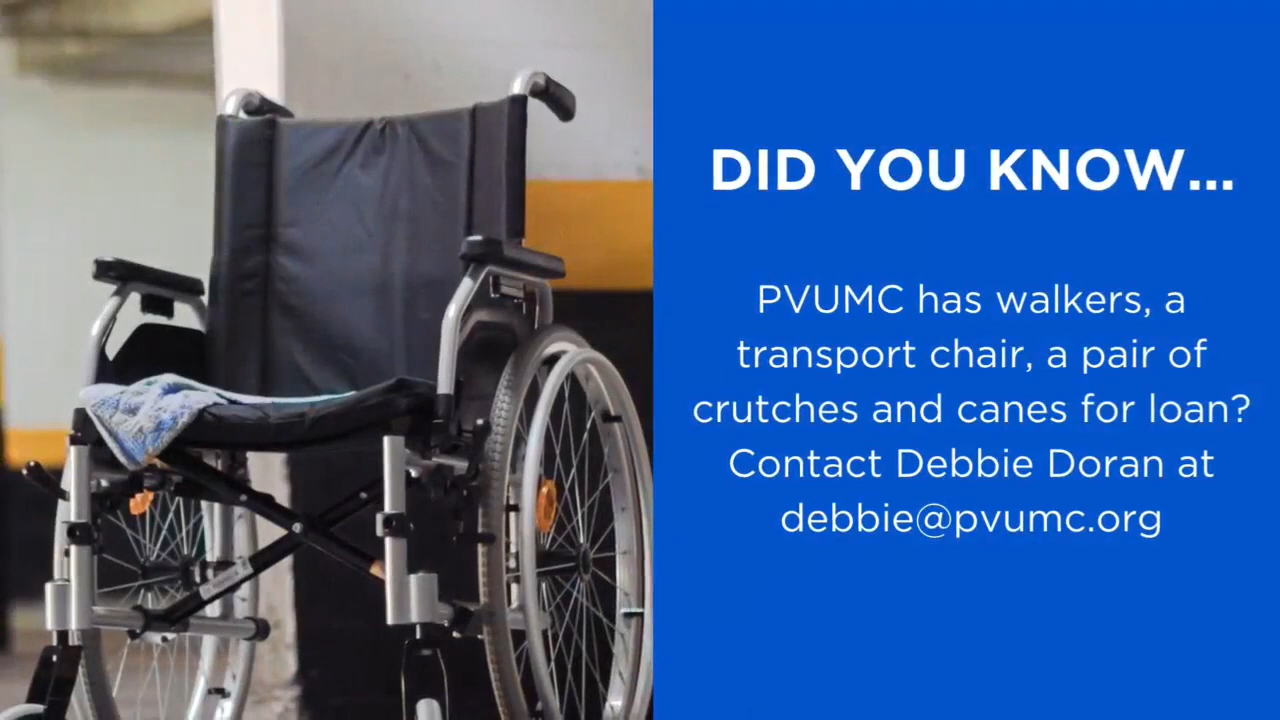 DID YOU KNOW...
PVUMC has walkers, a
transport chair, a pair of
crutches and canes for loan?
Contact Debbie Doran at
debbie@pvumc.org